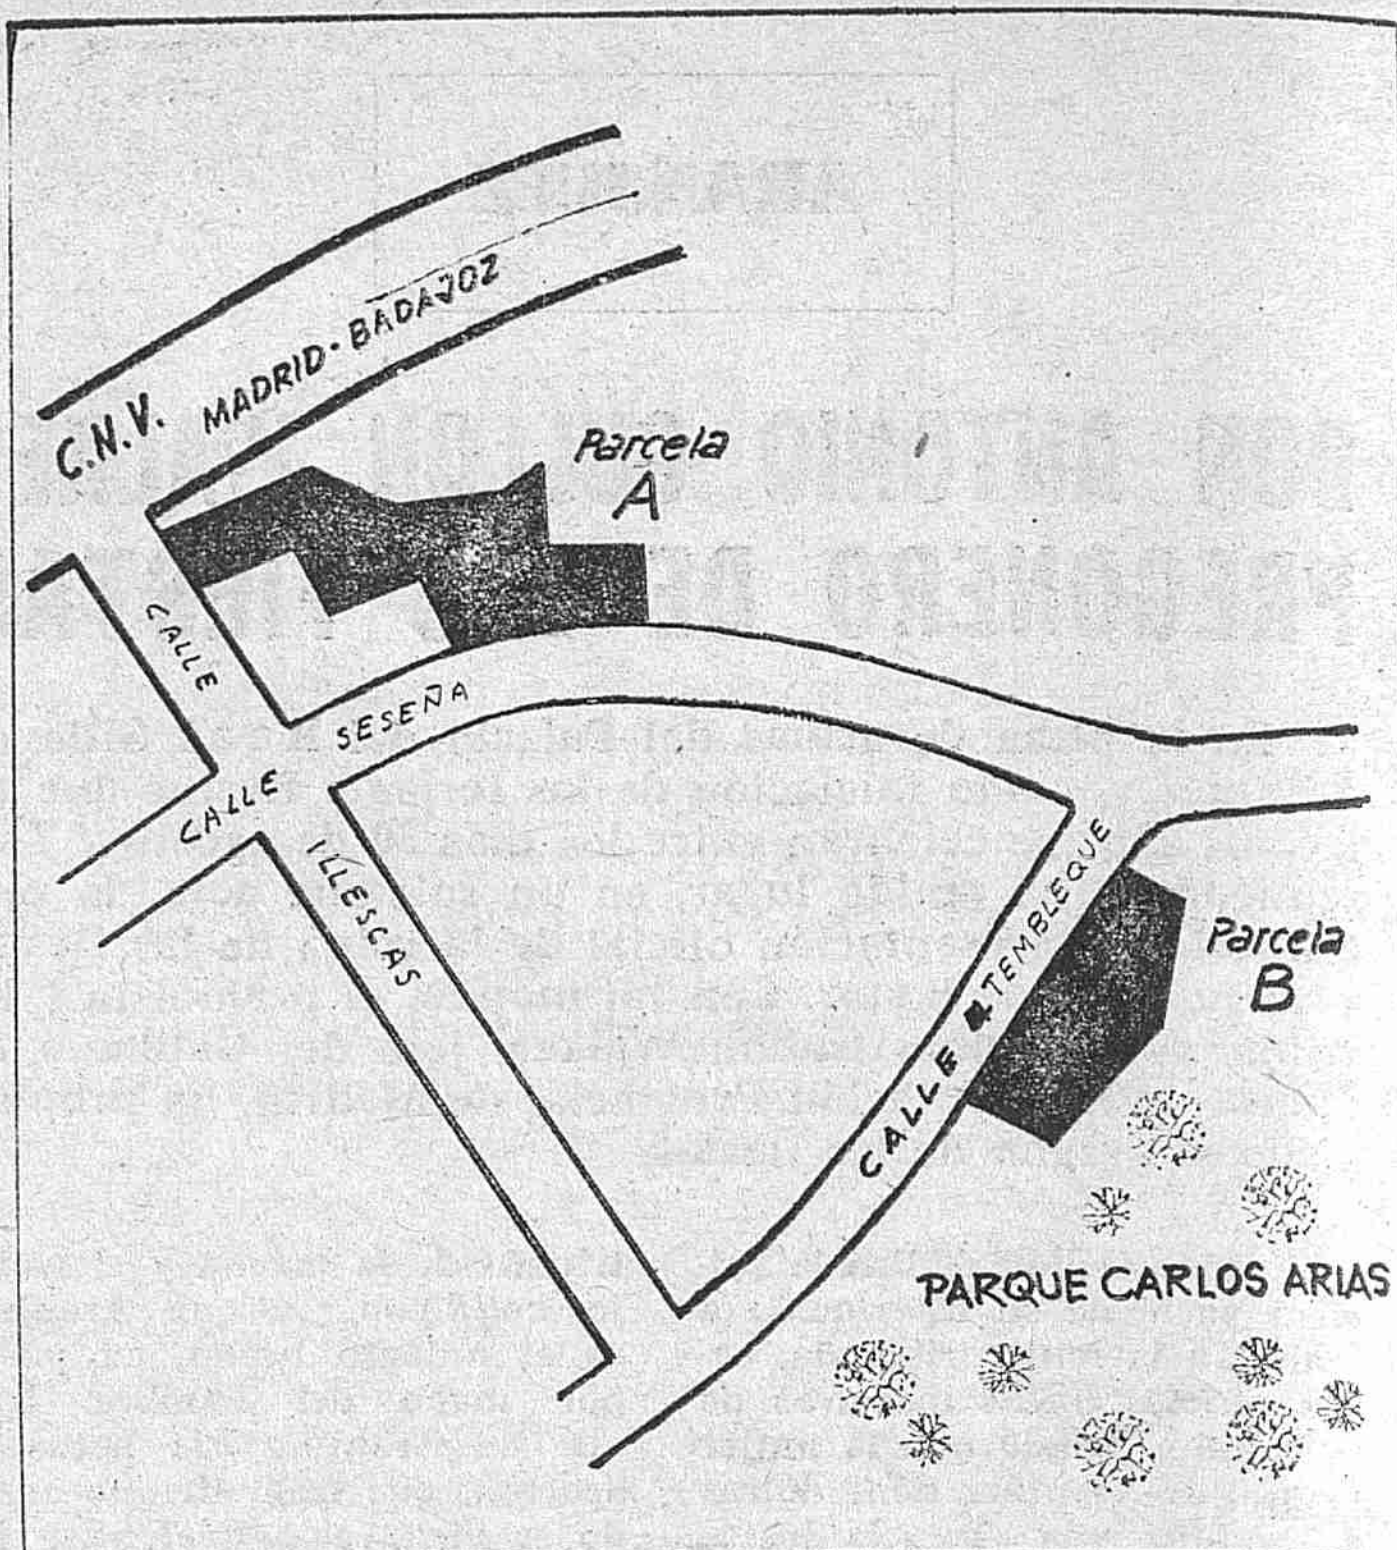 C.N.V. MADRID-BADAJOZ
Parcela
A
CALLE
ILLESCAS
CALLE SESEÑA
CALLE TEMBLEQUE
Parcela
B
PARQUE CARLOS ARIAS